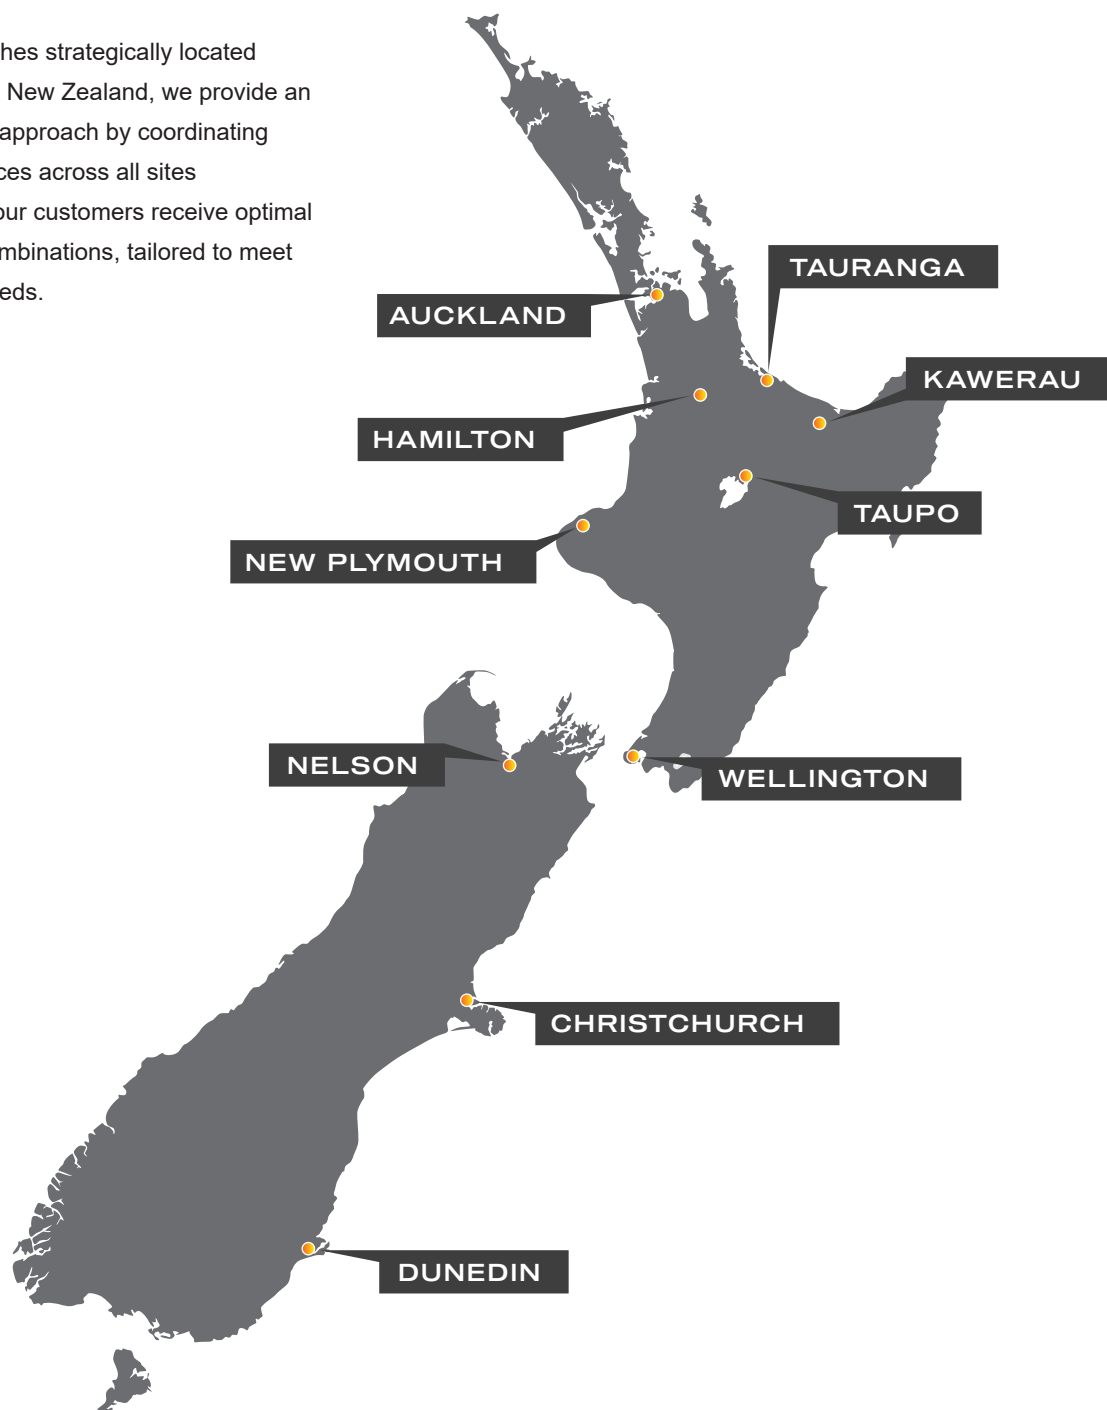 hes strategically located
New Zealand, we provide an
approach by coordinating
ces across all sites
our customers receive optimal
mbinations, tailored to meet
eds.
TAURANGA
AUCKLAND
KAWERAU
HAMILTON
TAUPO
NEW PLYMOUTH
NELSON
WELLINGTON
CHRISTCHURCH
DUNEDIN